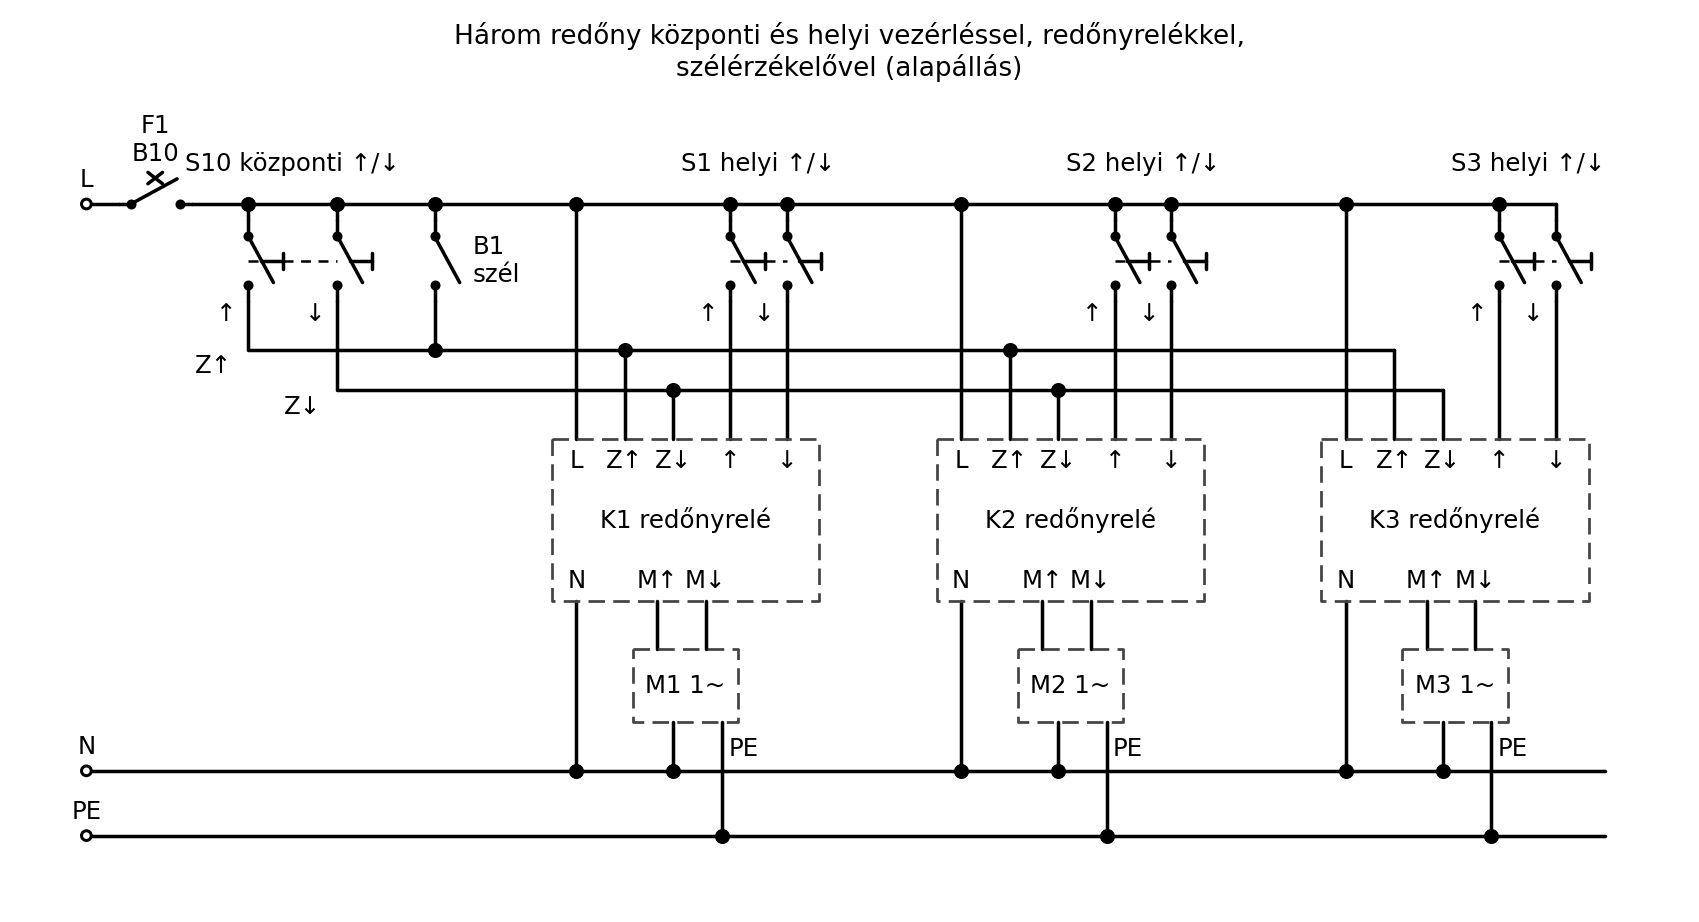 Három redőny központi és helyi vezérléssel, redőnyrelékkel,
szélérzékelővel (alapállás)
F1
B10
S10 központi ↑/↓
S1 helyi ↑/↓
S2 helyi ↑/↓
S3 helyi ↑/↓
L
B1
szél
↑ ↓ ↑ ↓ ↑ ↓ ↑ ↓
Z↑
Z↓
L Z↑ Z↓ ↑ ↓
L Z↑ Z↓ ↑ ↓
L Z↑ Z↓ ↑ ↓
K1 redőnyrelé
K2 redőnyrelé
K3 redőnyrelé
N M↑ M↓
N M↑ M↓
N M↑ M↓
M1 1~
M2 1~
M3 1~
N
PE
PE
PE
PE